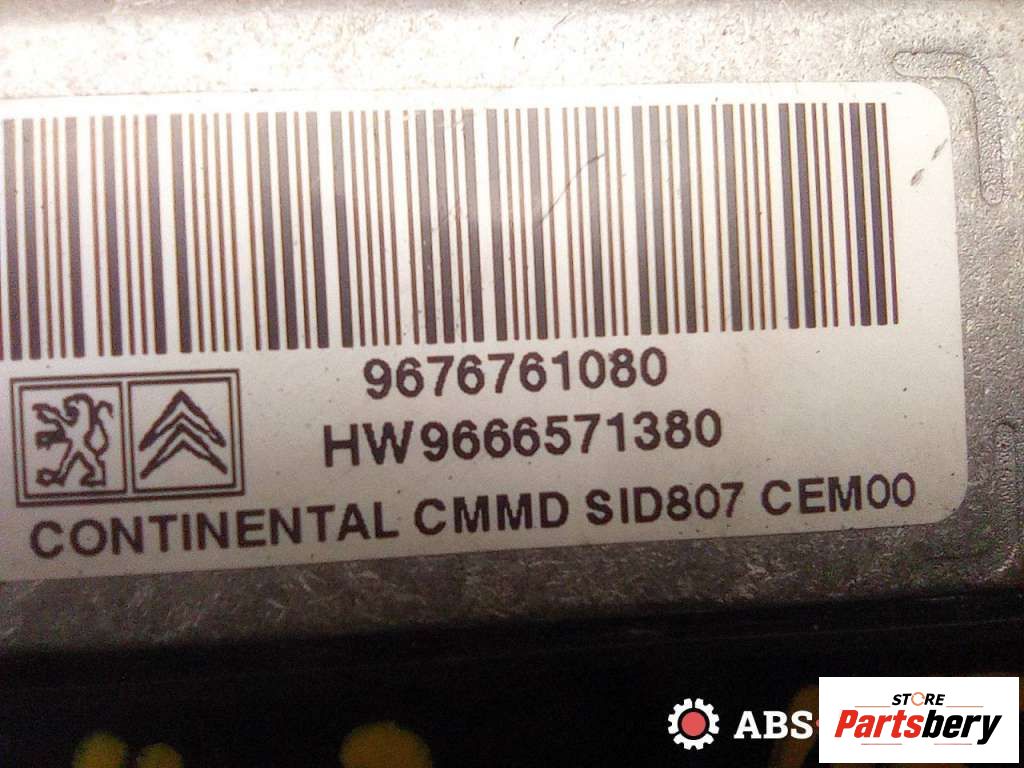 9676761080
HW9666571380
CONTINENTAL CMMD SID807 CEM00
ABS-
STORE
Partsbery